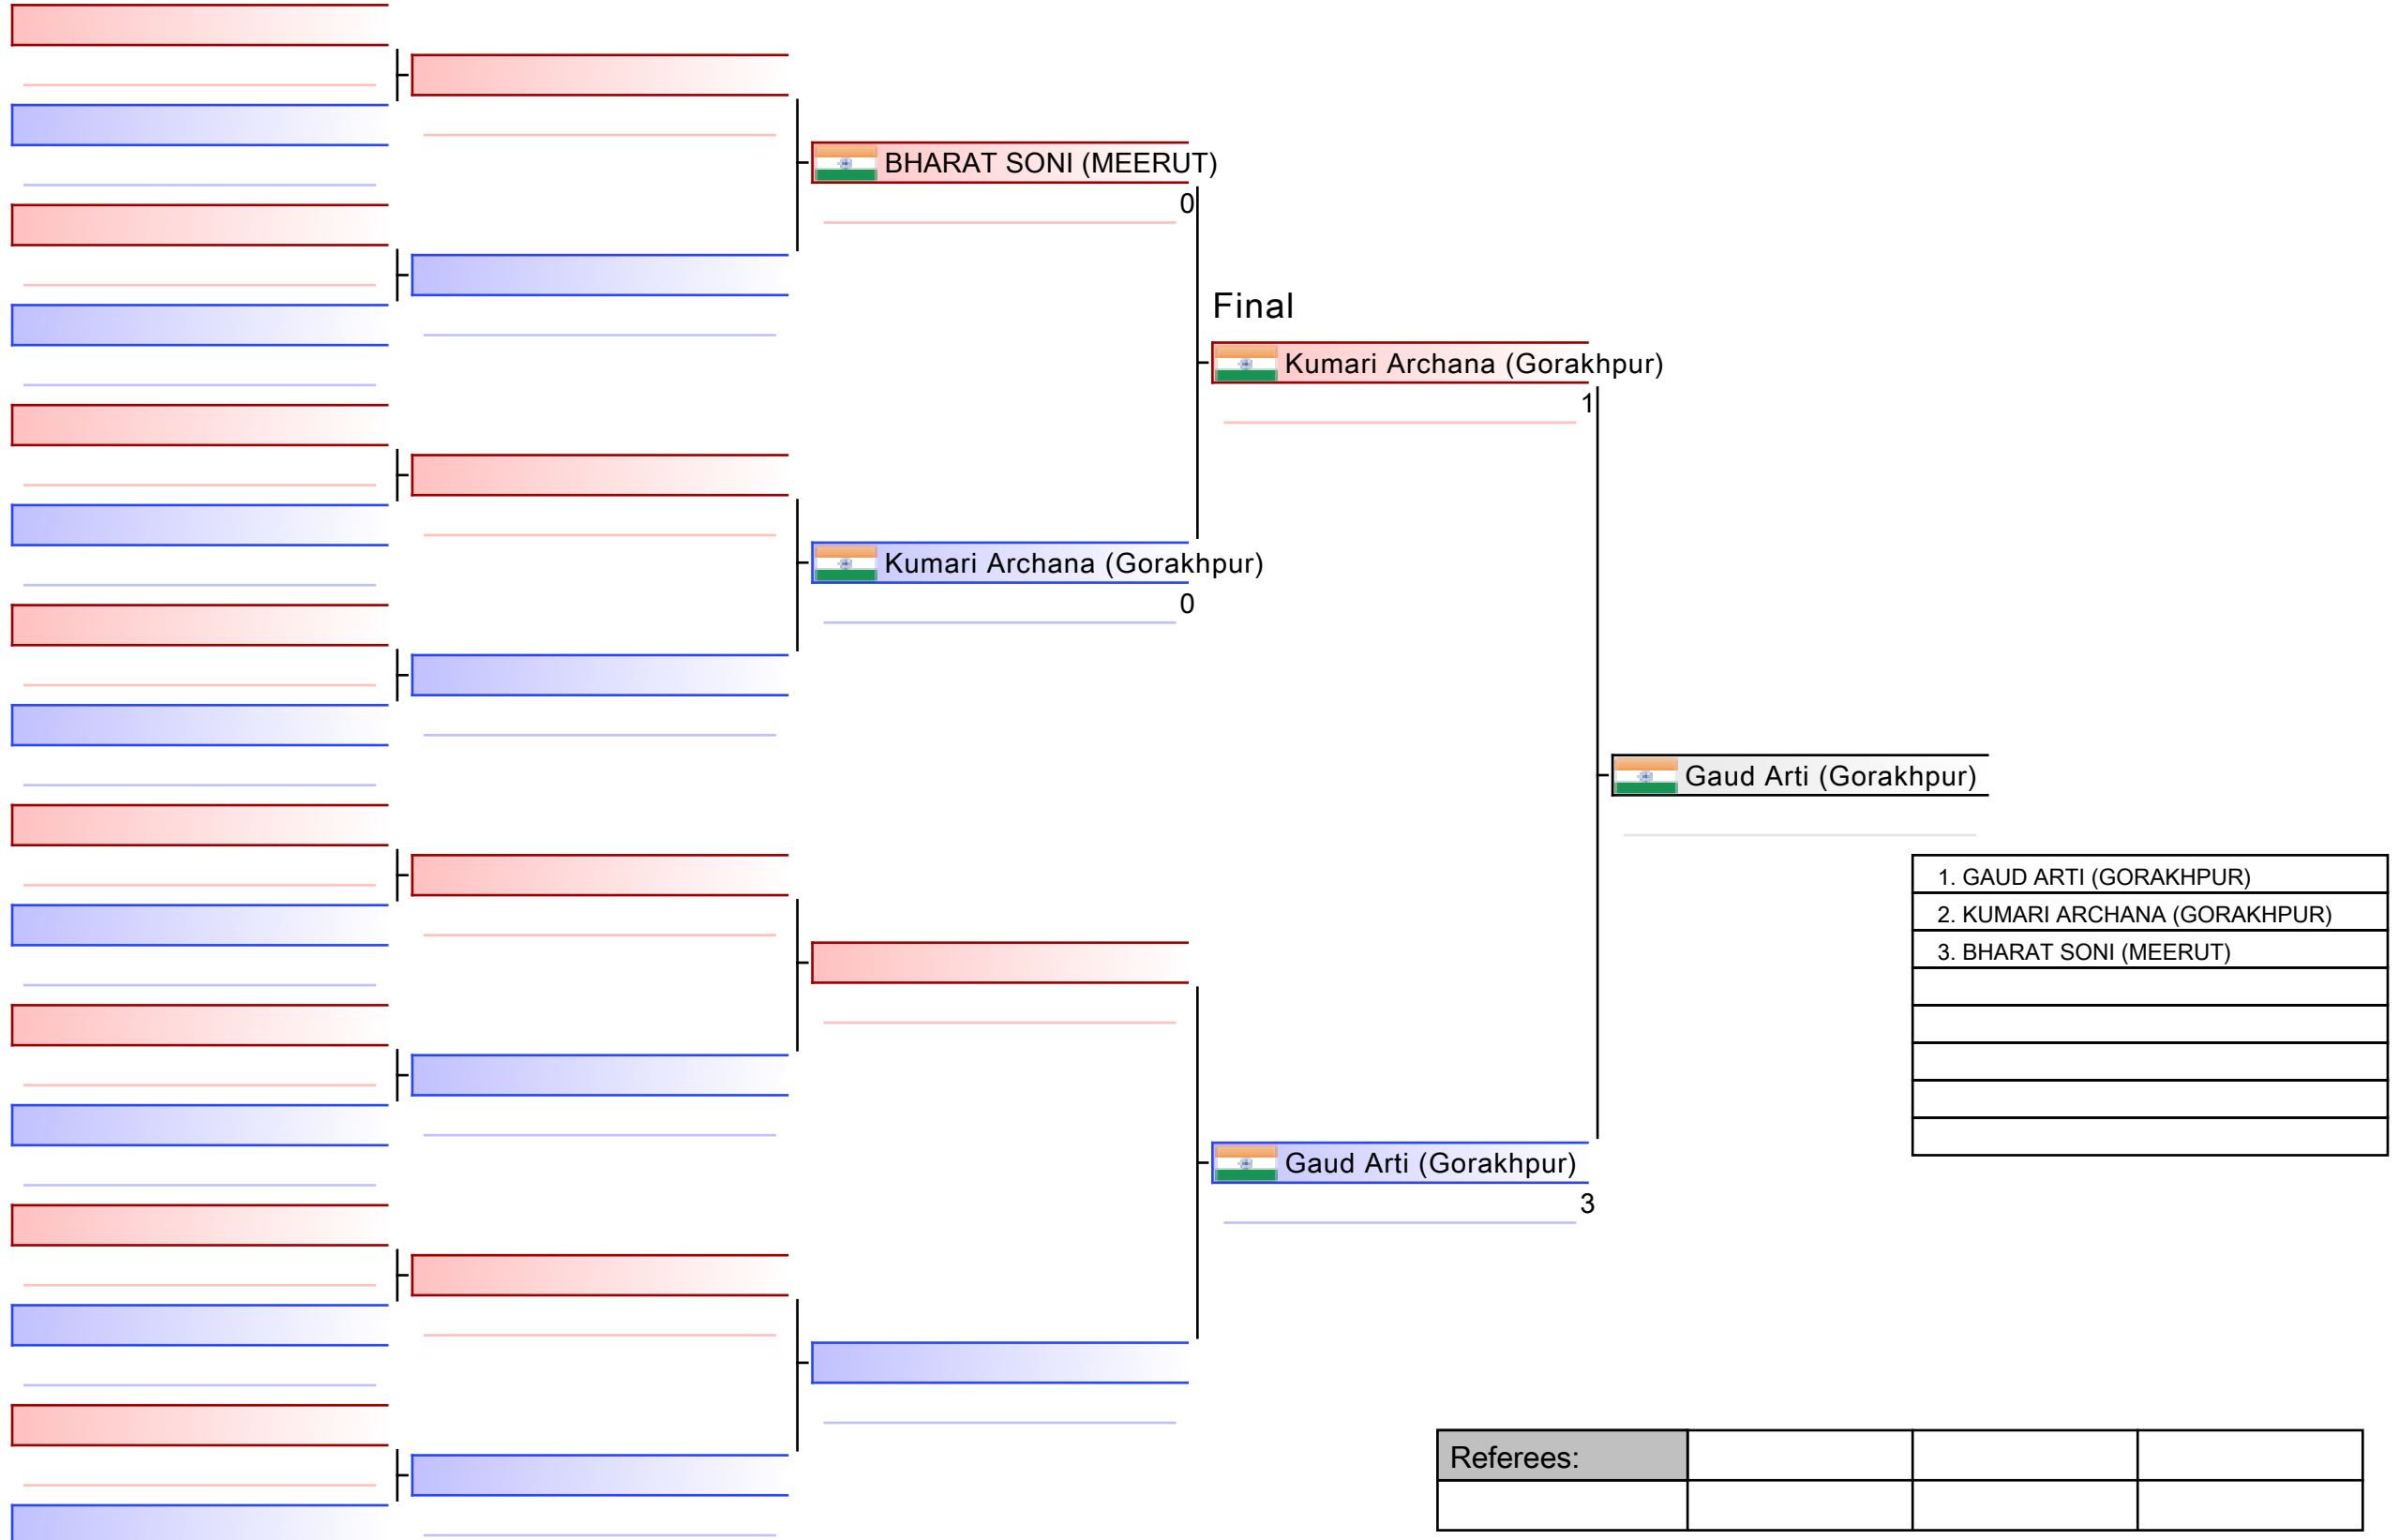 BHARAT SONI (MEERUT)
0
Final
Kumari Archana (Gorakhpur)
1
Kumari Archana (Gorakhpur)
0
Gaud Arti (Gorakhpur)
1. GAUD ARTI (GORAKHPUR)
2. KUMARI ARCHANA (GORAKHPUR)
3. BHARAT SONI (MEERUT)
Gaud Arti (Gorakhpur)
3
Referees: